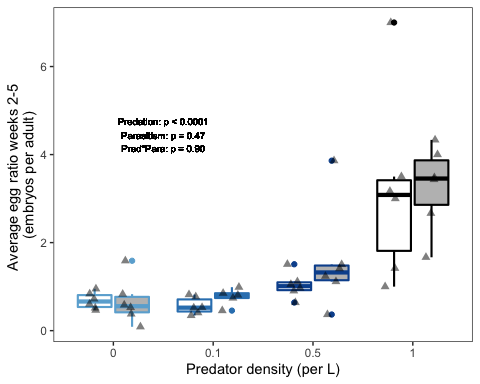 Average egg ratio weeks 2-5
(embryos per adult)
6
4
2
0
Predation: p < 0.0001
Parasitism: p = 0.47
Pred*Para: p = 0.90
0
0.1
0.5
1
Predator density (per L)